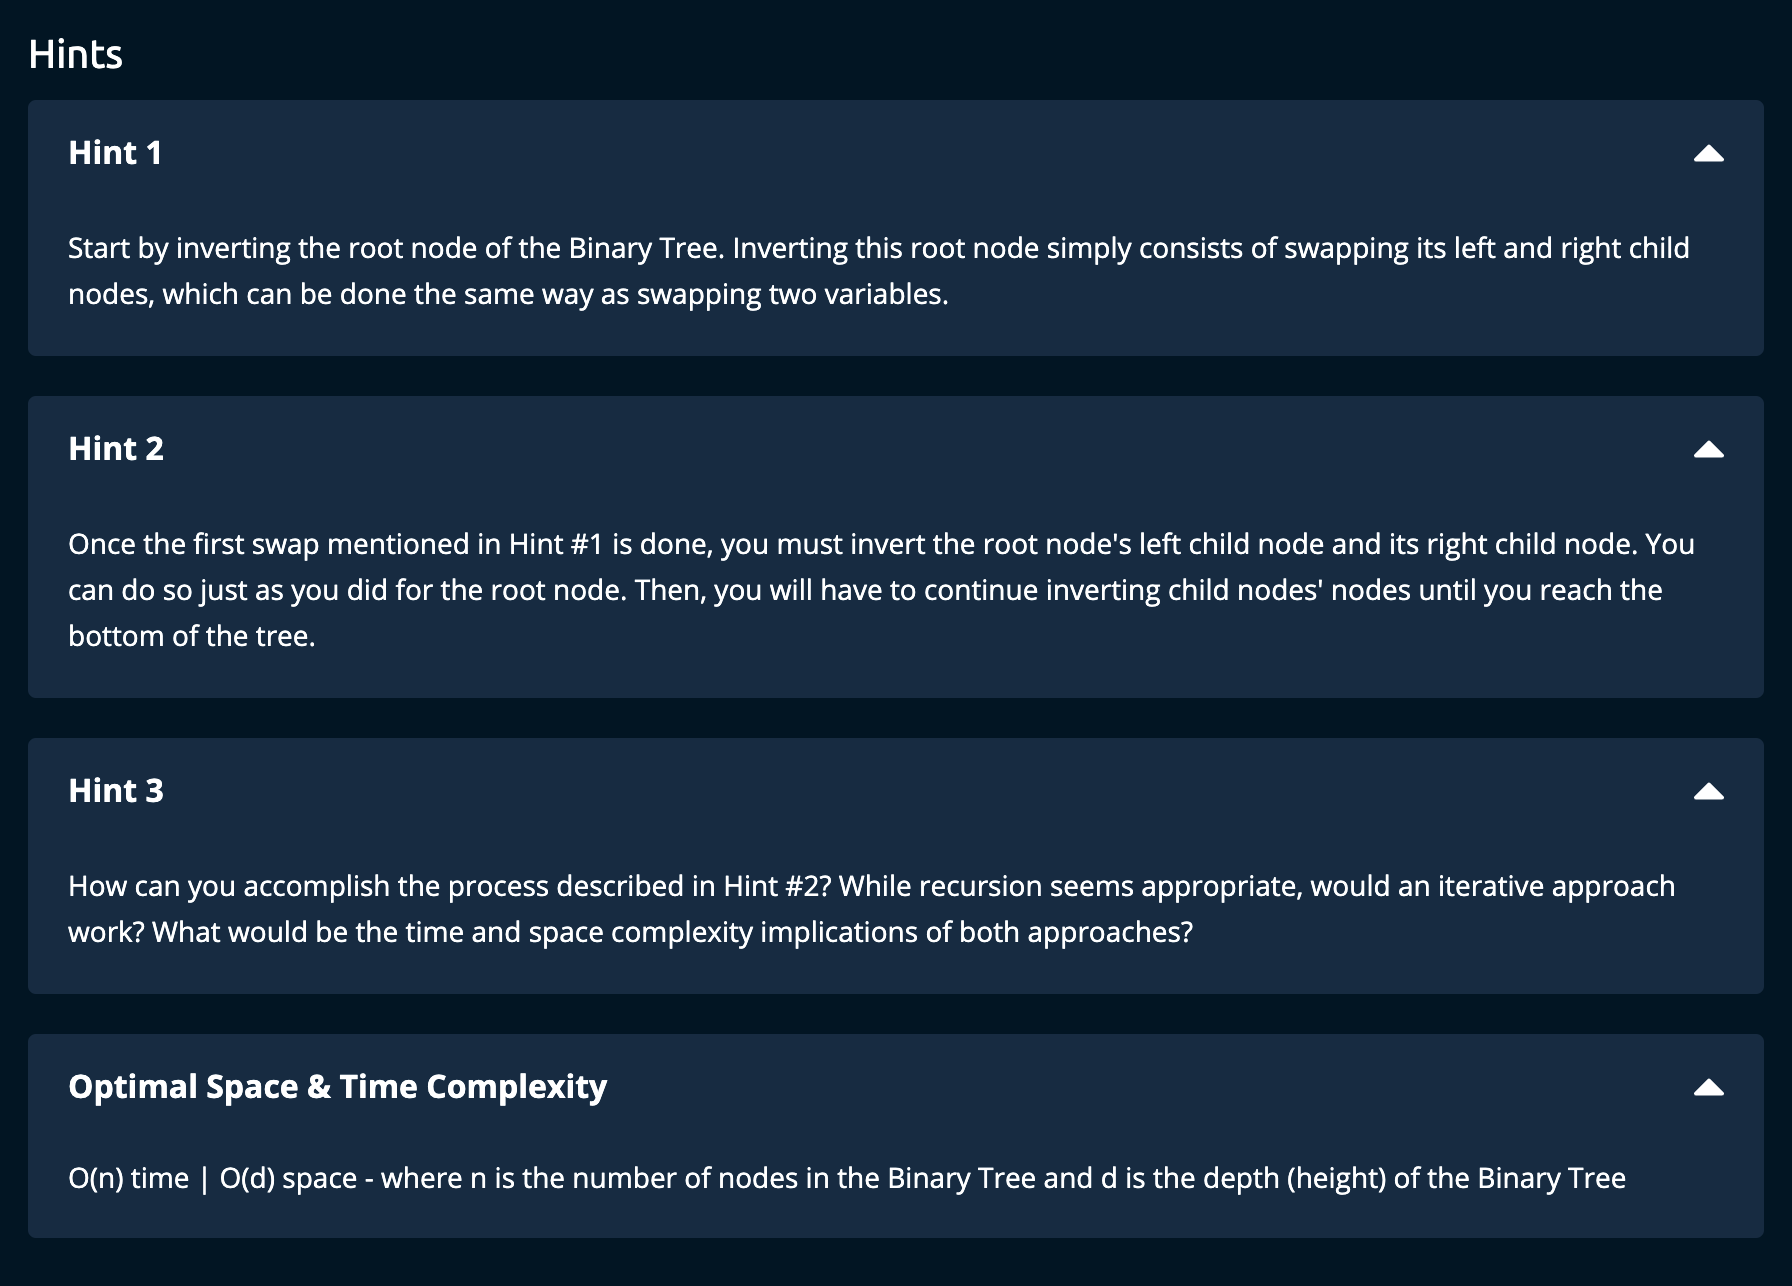 Hints
Hint 1
Start by inverting the root node of the Binary Tree. Inverting this root node simply consists of swapping its left and right child
nodes, which can be done the same way as swapping two variables.
Hint 2
Once the first swap mentioned in Hint #1 is done, you must invert the root node's left child node and its right child node. You
can do so just as you did for the root node. Then, you will have to continue inverting child nodes' nodes until you reach the
bottom of the tree.
Hint 3
How can you accomplish the process described in Hint #2? While recursion seems appropriate, would an iterative approach
work? What would be the time and space complexity implications of both approaches?
Optimal Space & Time Complexity
O(n) time | O(d) space - where n is the number of nodes in the Binary Tree and d is the depth (height) of the Binary Tree